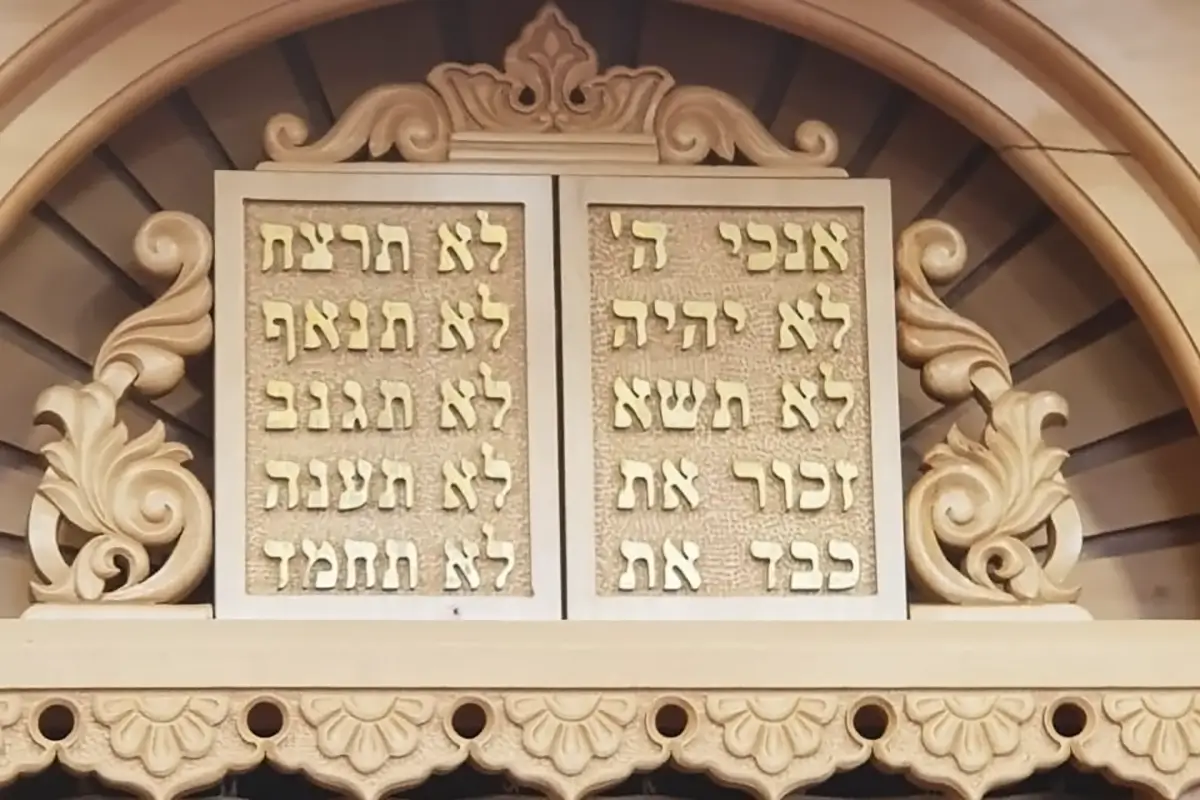 אנכי ה'
לא יהיה
לא תשא
זכור את
כבד את
לא תרצח
לא תנאף
לא תגנב
לא תענה
לא תחמד